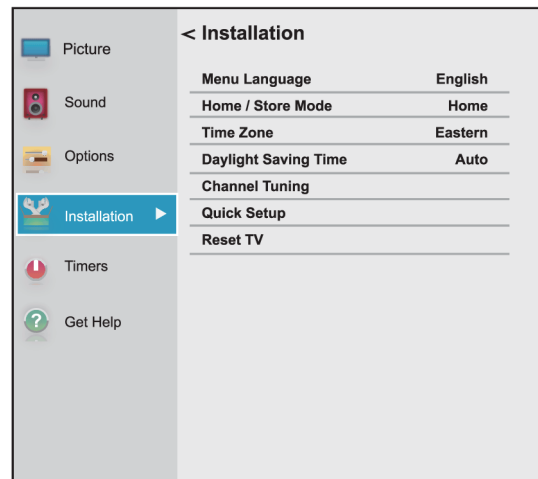 Picture
Sound
Options
Installation
Timers
Get Help
< Installation
Menu Language English
Home / Store Mode Home
Time Zone Eastern
Daylight Saving Time Auto
Channel Tuning
Quick Setup
Reset TV